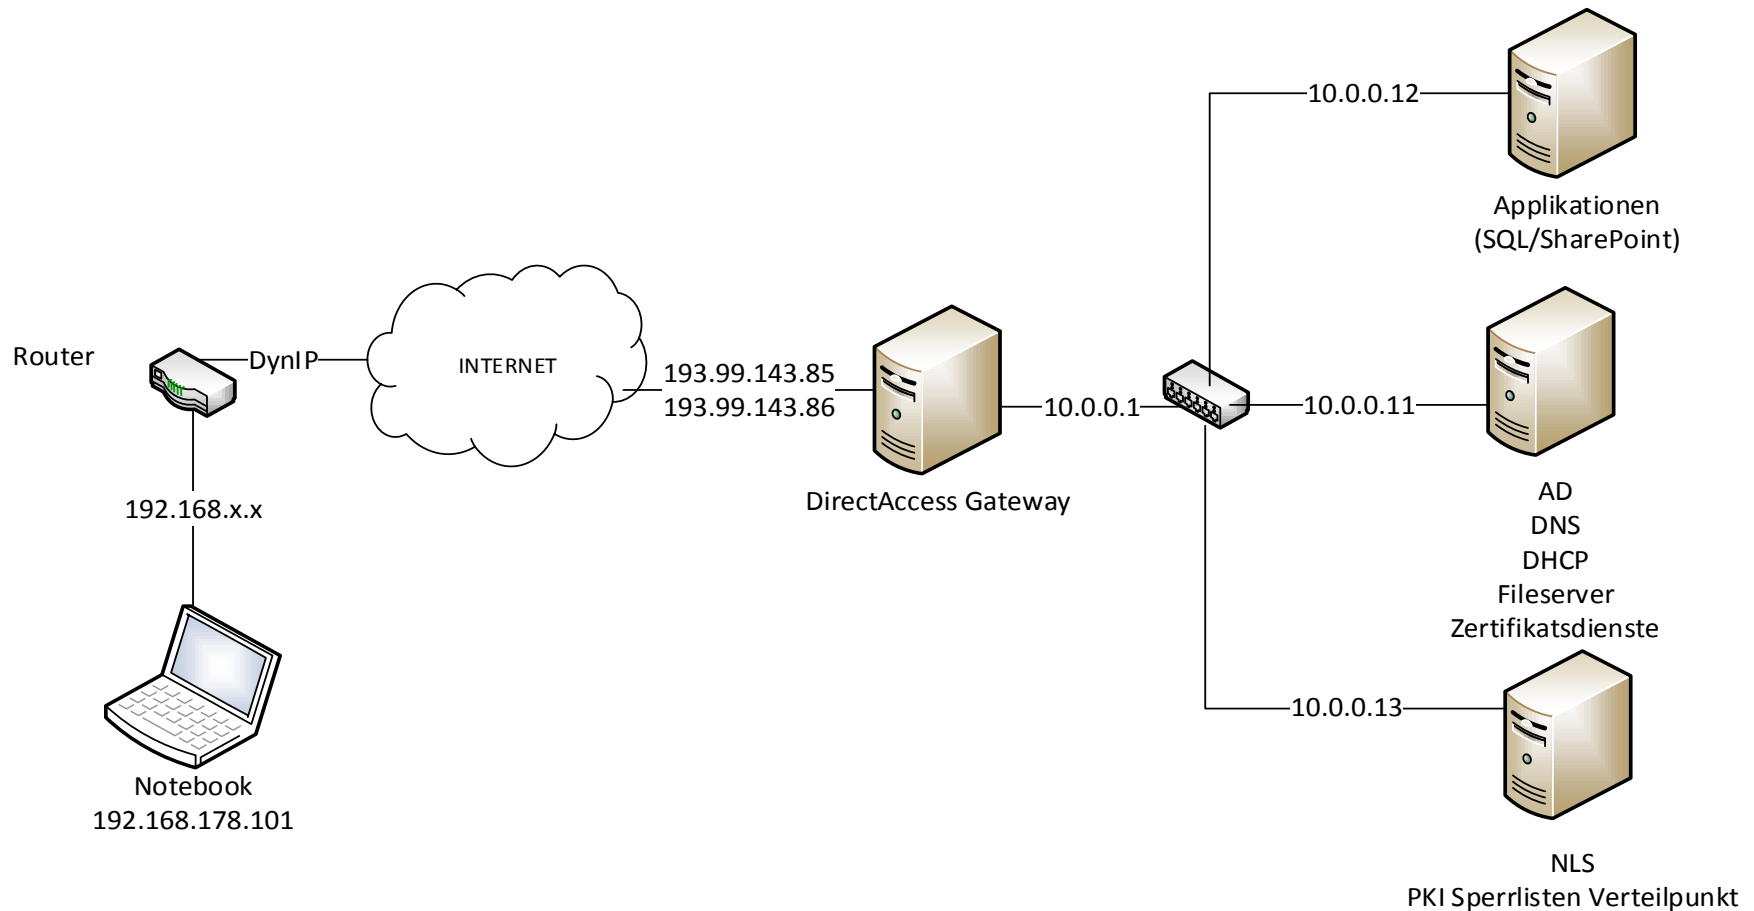 10.0.0.12
Applikationen
(SQL/SharePoint)
Router
DynIP
INTERNET
193.99.143.85
193.99.143.86
10.0.0.1
10.0.0.11
DirectAccess Gateway
AD
DNS
DHCP
Fileserver
Zertifikatsdienste
192.168.x.x
10.0.0.13
Notebook
192.168.178.101
NLS
PKI Sperrlisten Verteilpunkt